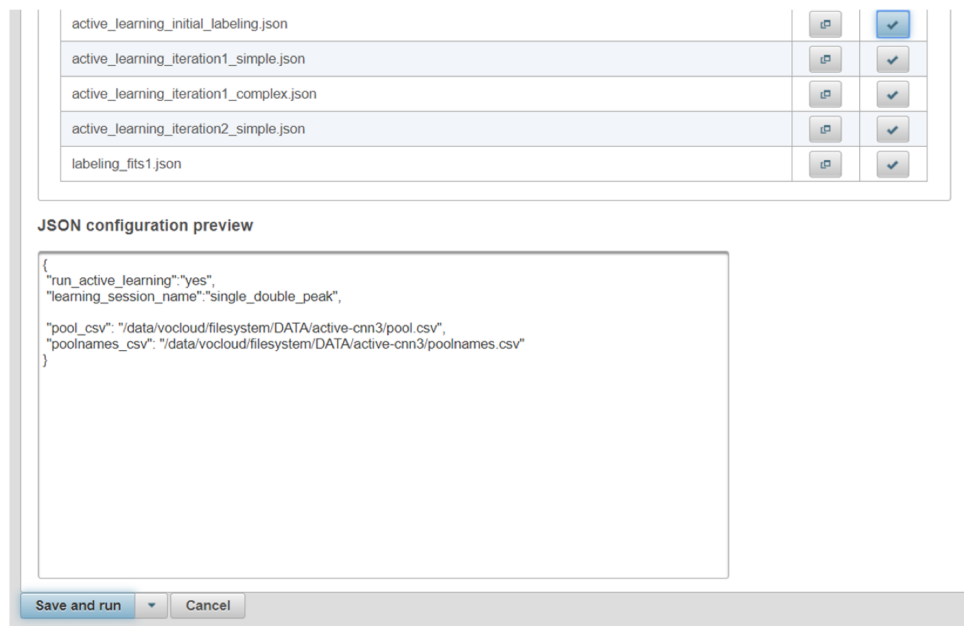 active_learning_initial_labeling.json
active_learning_iteration1_simple.json
active_learning_iteration1_complex.json
active_learning_iteration2_simple.json
labeling_fits1.json
JSON configuration preview
{
"run_active_learning":"yes",
"learning_session_name":"single_double_peak",
"pool_csv": "/data/vocloud/filesystem/DATA/active-cnn3/pool.csv",
"poolnames_csv": "/data/vocloud/filesystem/DATA/active-cnn3/poolnames.csv"
}
Save and run Cancel